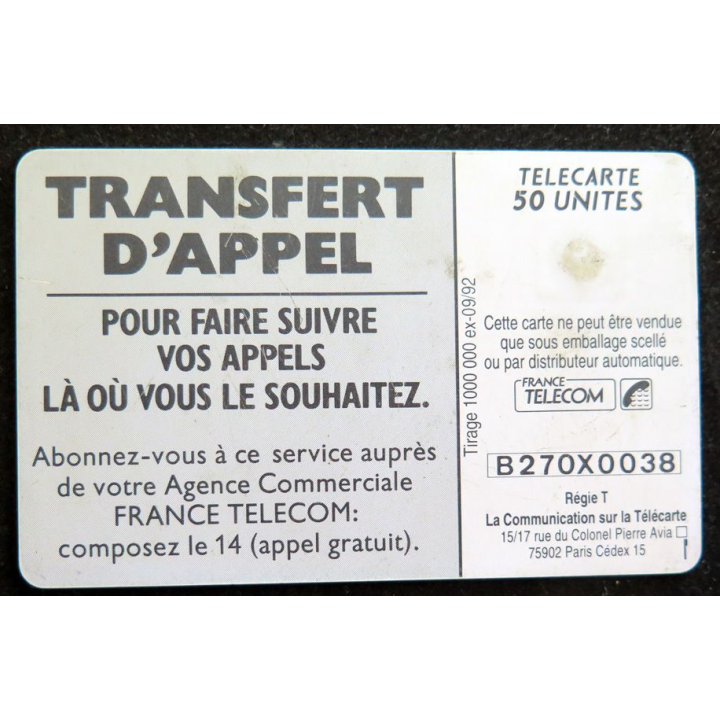 TRANSFERT
D'APPEL
POUR FAIRE SUIVRE
VOS APPELS
LÀ OÙ VOUS LE SOUHAITEZ.
Abonnez-vous à ce service auprès
de votre Agence Commerciale
FRANCE TELECOM:
composez le 14 (appel gratuit).
Tirage 1000 000 ex-09/92
TELECARTE
50 UNITES
Cette carte ne peut être vendue
que sous emballage scellé
ou par distributeur automatique.
FRANCE
TELECOM
B270X0038
Régie T
La Communication sur la Télécarte
15/17 rue du Colonel Pierre Avia
75902 Paris Cédex 15